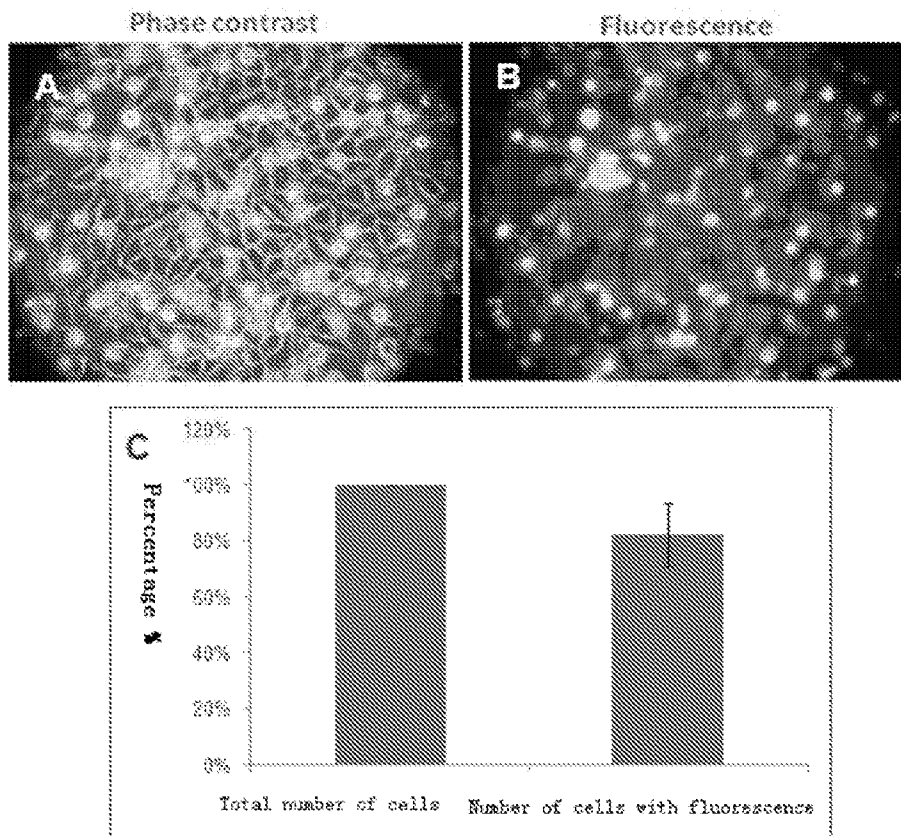 Phase contrast
Fluorescence
A
B
C
Percentage %
120%
100%
80%
60%
40%
20%
0%
Total number of cells
Number of cells with fluorescence